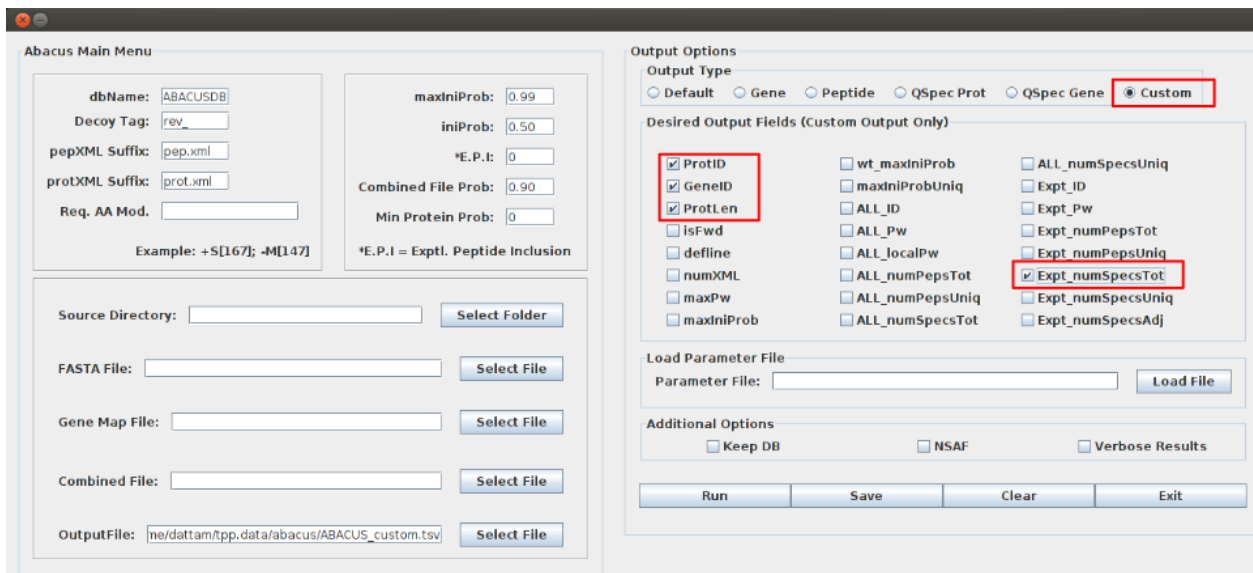 Abacus Main Menu
dbName: ABACUSDB
Decoy Tag: rev_
pepXML Suffix: pep.xml
protXML Suffix: prot.xml
Req. AA Mod.
Example: +S[167]; -M[147]
maxIniProb: 0.99
iniProb: 0.50
*E.P.I: 0
Combined File Prob: 0.90
Min Protein Prob: 0
*E.P.I = Exptl. Peptide Inclusion
Source Directory: Select Folder
FASTA File: Select File
Gene Map File: Select File
Combined File: Select File
OutputFile: me/dattam/tpp.data/abacus/ABACUS_custom.tsv Select File
Output Options
Output Type
Default Gene Peptide QSpec Prot QSpec Gene Custom
Desired Output Fields (Custom Output Only)
ProtID wt_maxIniProb ALL_numSpecsUniq
GeneID maxIniProbUniq Expt_ID
ProtLen ALL_ID Expt_Pw
isFwd ALL_Pw Expt_numPepsTot
defline ALL_localPw Expt_numPepsUniq
numXML ALL_numPepsTot Expt_numSpecsTot
maxPw ALL_numPepsUniq Expt_numSpecsUniq
maxIniProb ALL_numSpecsTot Expt_numSpecsAdj
Load Parameter File
Parameter File: Load File
Additional Options
Keep DB NSAF Verbose Results
Run Save Clear Exit